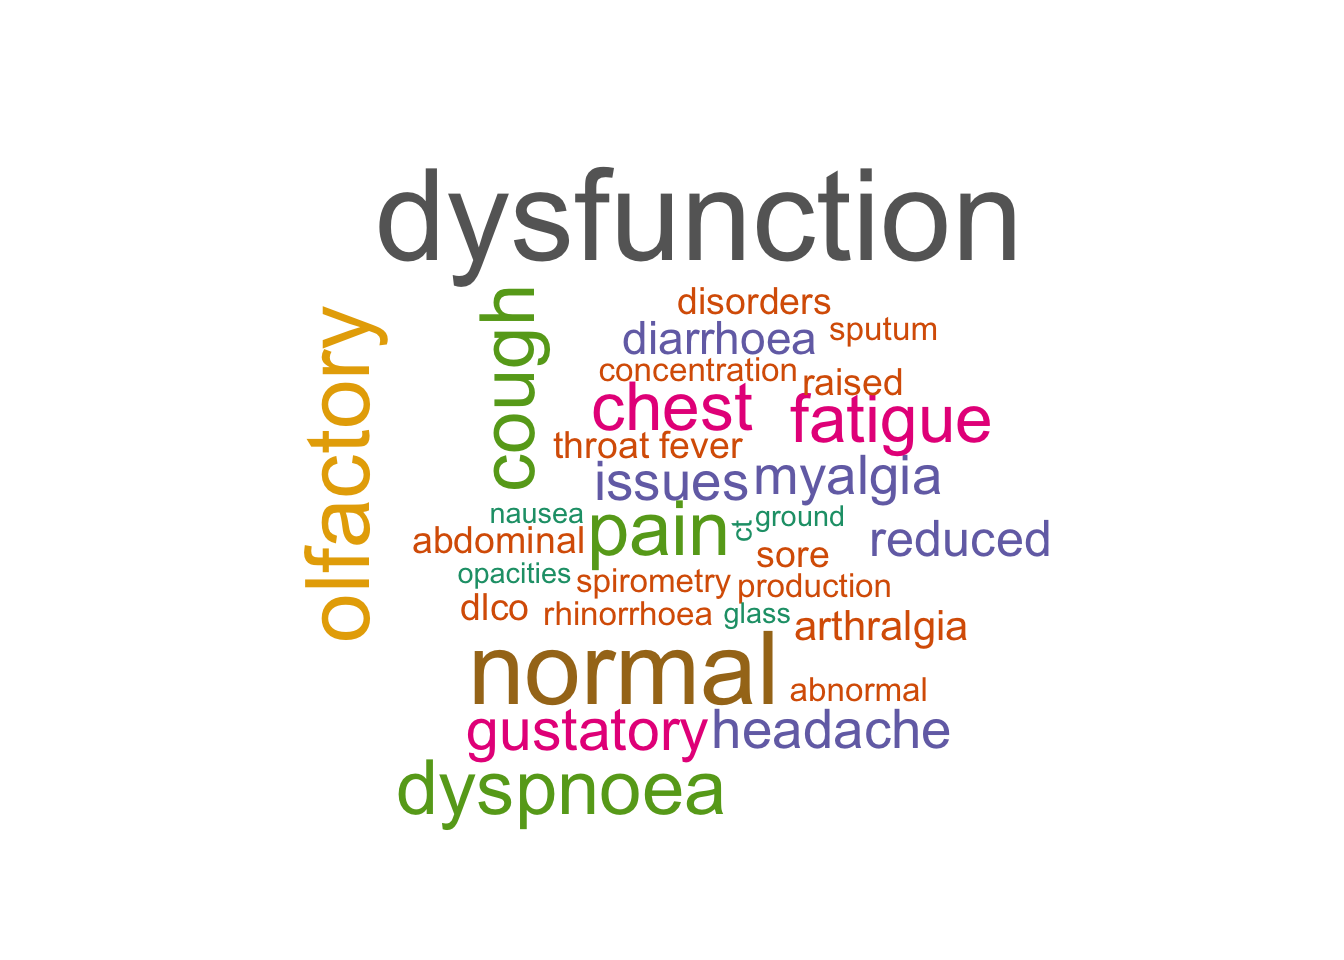 dysfunction
olfactory
cough
disorders
diarrhoea
sputum
concentration
raised
chest
fatigue
throat
fever
issues
myalgia
nausea
pain
ct
ground
abdominal
sore
reduced
opacities
spirometry
production
dlco
rhinorrhoea
glass
arthralgia
normal
abnormal
gustatory
headache
dyspnoea